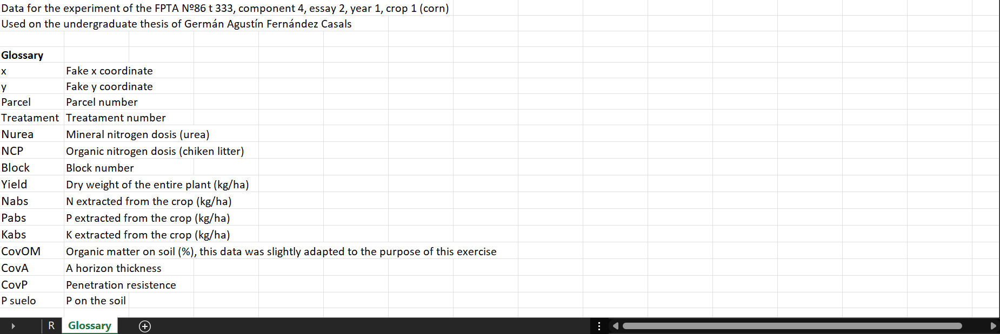 Data for the experiment of the FPTA Nº86 t 333, component 4, essay 2, year 1, crop 1 (corn)
Used on the undergraduate thesis of Germán Agustín Fernández Casals
Glossary
x Fake x coordinate
y Fake y coordinate
Parcel Parcel number
Treatament Treatament number
Nurea Mineral nitrogen dosis (urea)
NCP Organic nitrogen dosis (chiken litter)
Block Block number
Yield Dry weight of the entire plant (kg/ha)
Nabs N extracted from the crop (kg/ha)
Pabs P extracted from the crop (kg/ha)
Kabs K extracted from the crop (kg/ha)
CovOM Organic matter on soil (%), this data was slightly adapted to the purpose of this exercise
CovA A horizon thickness
CovP Penetration resistence
P suelo P on the soil
R Glossary